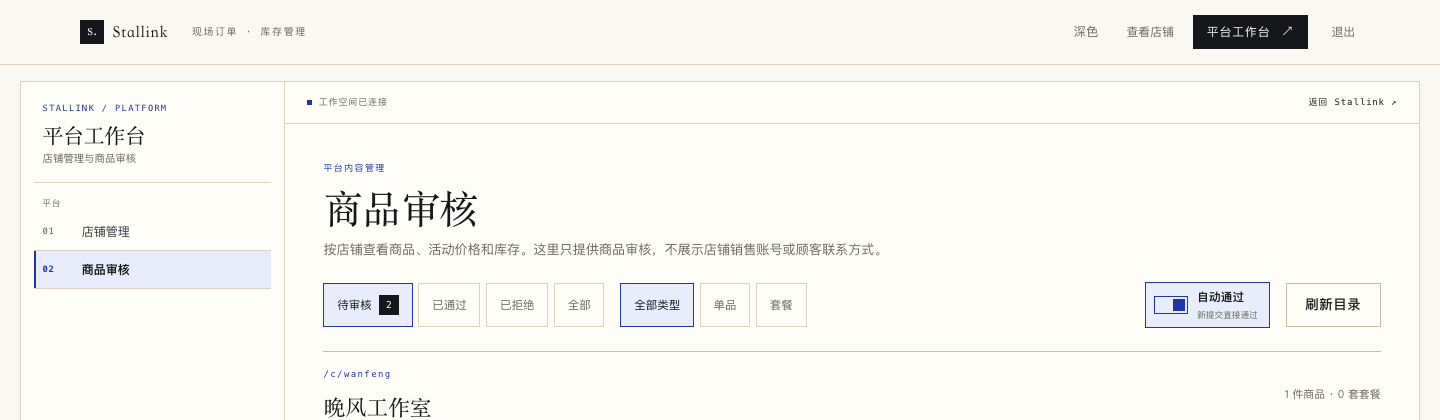 S. Stallink 现场订单 · 库存管理 深色 查看店铺 平台工作台 ↗ 退出
STALLINK / PLATFORM
平台工作台
店铺管理与商品审核
平台
01 店铺管理
02 商品审核
工作空间已连接 返回 Stallink ↗
平台内容管理
商品审核
按店铺查看商品、活动价格和库存。这里只提供商品审核，不展示店铺销售账号或顾客联系方式。
待审核 2 已通过 已拒绝 全部 全部类型 单品 套餐
自动通过
新提交直接通过
刷新目录
/c/wanfeng
晚风工作室
1 件商品 · 0 套套餐